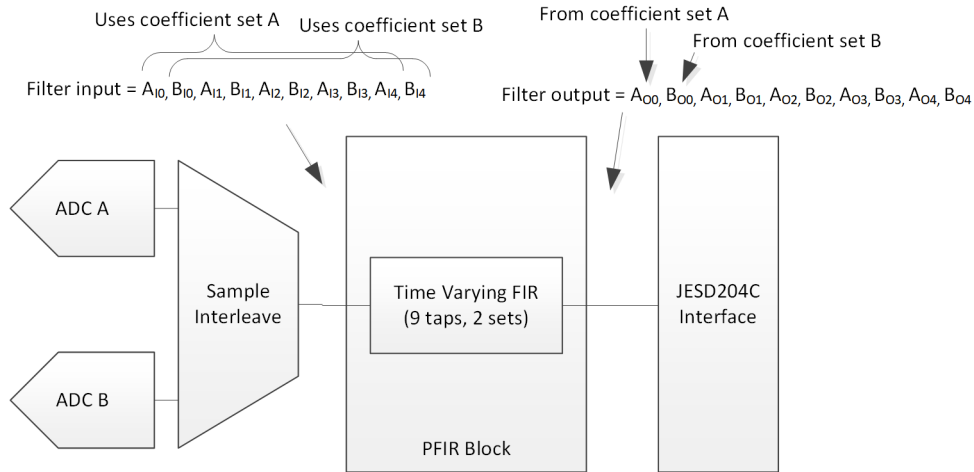 Uses coefficient set A
Uses coefficient set B
From coefficient set A
From coefficient set B
Filter input = AI0, BI0, AI1, BI1, AI2, BI2, AI3, BI3, AI4, BI4
Filter output = AO0, BO0, AO1, BO1, AO2, BO2, AO3, BO3, AO4, BO4
ADC A
ADC B
Sample
Interleave
Time Varying FIR
(9 taps, 2 sets)
PFIR Block
JESD204C
Interface